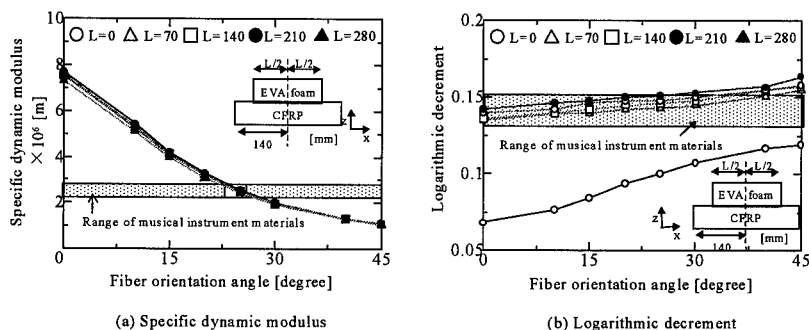 10
○L=0 △L=70 □L=140 ●L=210 ▲L=280
8
6
4
2
0
L/2 L/2
EVA foam
CFRP
140 [mm]
z
x
Range of musical instrument materials
Specific dynamic modulus
×10⁶ [m]
0 15 30 45
Fiber orientation angle [degree]
(a) Specific dynamic modulus
0.2
○L=0 △L=70 □L=140 ●L=210 ▲L=280
0.15
0.1
0.05
L/2 L/2
EVA foam
CFRP
140 [mm]
z
x
Range of musical instrument materials
Logarithmic decrement
0 15 30 45
Fiber orientation angle [degree]
(b) Logarithmic decrement